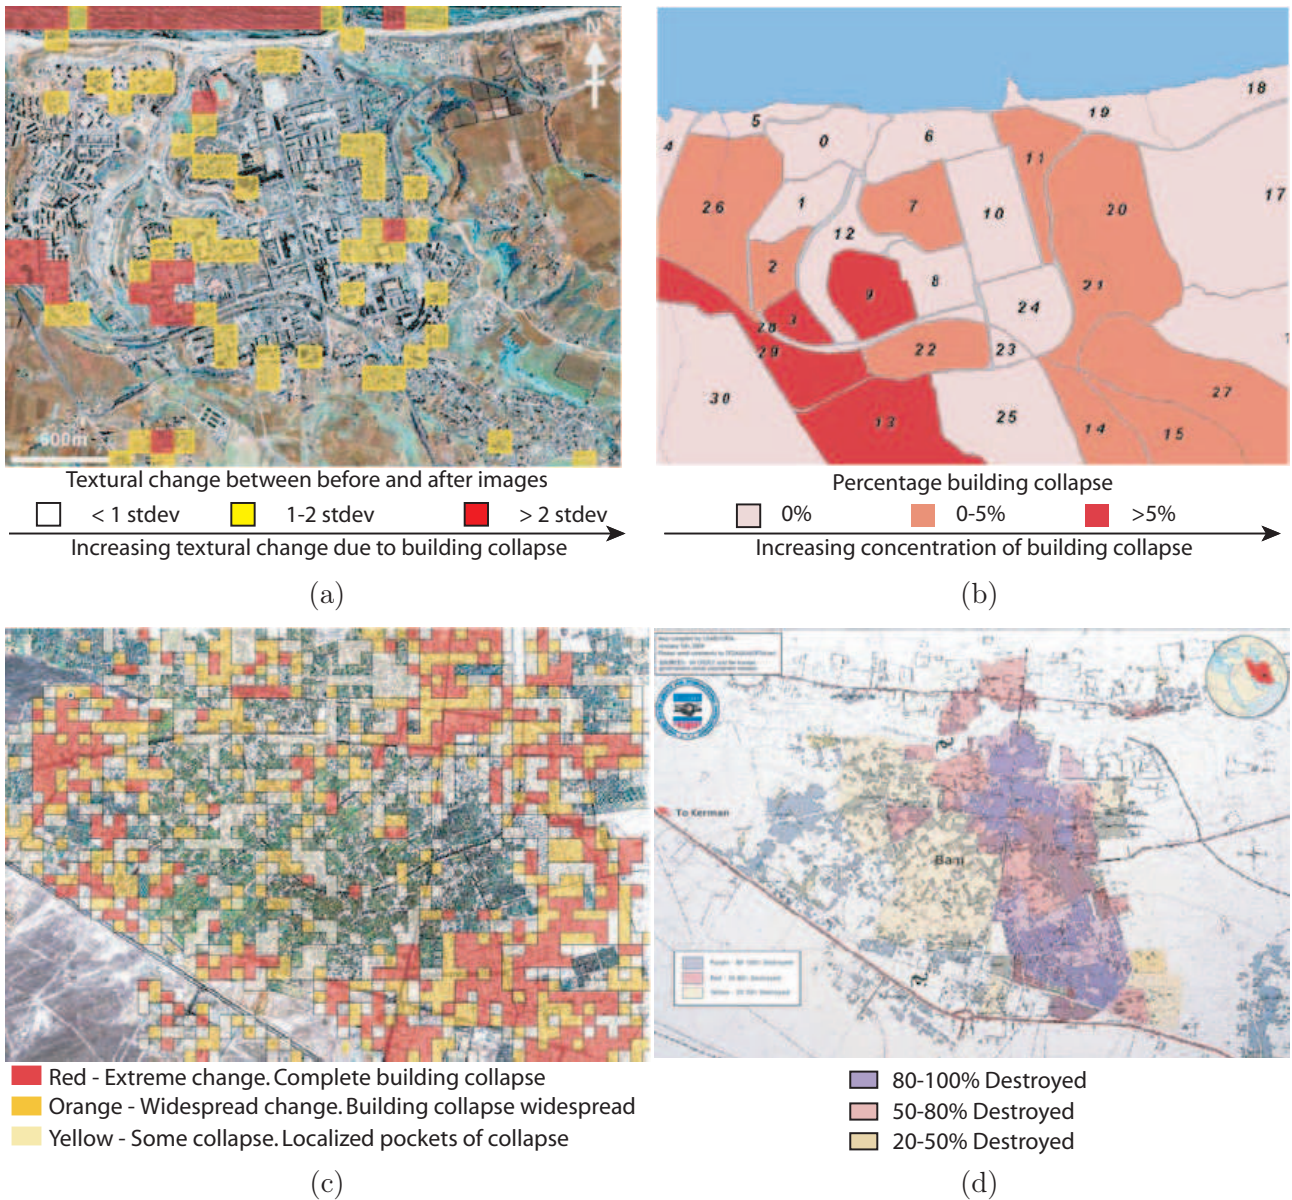 N
600m
Textural change between before and after images
< 1 stdev 1-2 stdev > 2 stdev
Increasing textural change due to building collapse
(a)
18
19
5
6
4
0
11
17
26
1
7
20
10
12
2
8
9
21
24
3
28
22
23
29
27
30
13
25
14
15
Percentage building collapse
0% 0-5% >5%
Increasing concentration of building collapse
(b)
Red - Extreme change. Complete building collapse
Orange - Widespread change. Building collapse widespread
Yellow - Some collapse. Localized pockets of collapse
(c)
To Kerman
Bam
80-100% Destroyed
50-80% Destroyed
20-50% Destroyed
(d)